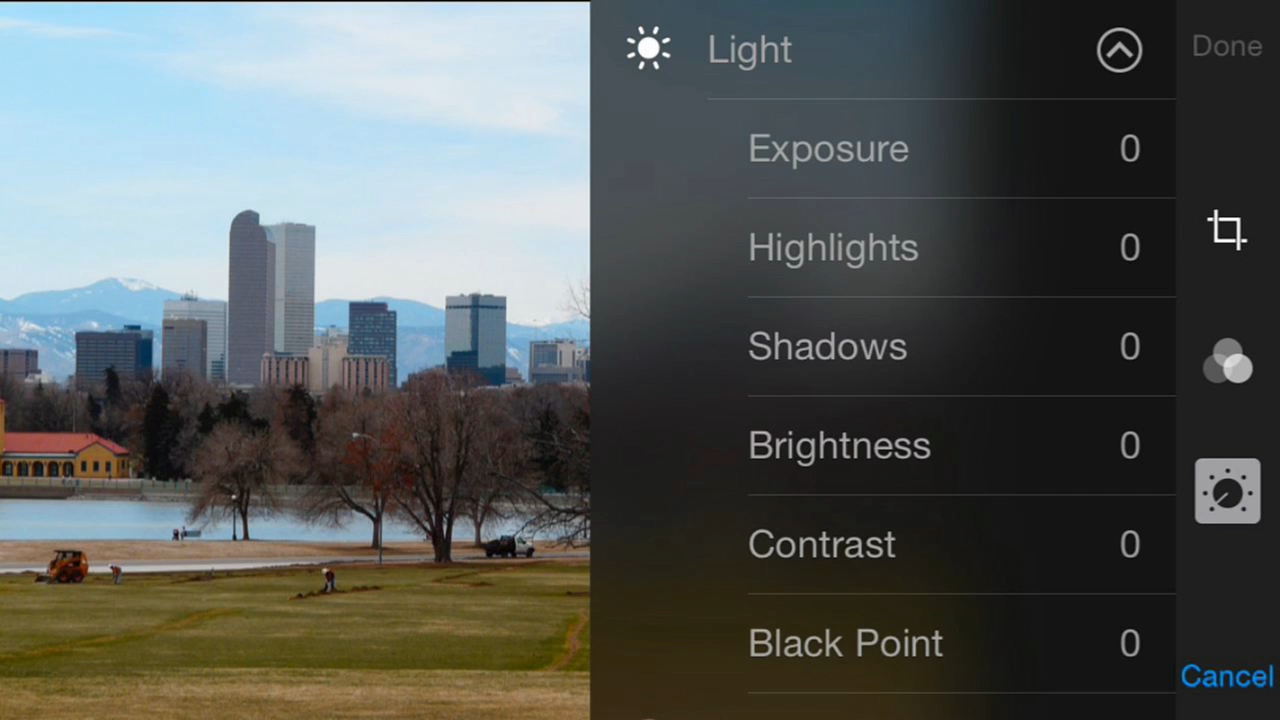 Light
Done
Exposure 0
Highlights 0
Shadows 0
Brightness 0
Contrast 0
Black Point 0
Cancel